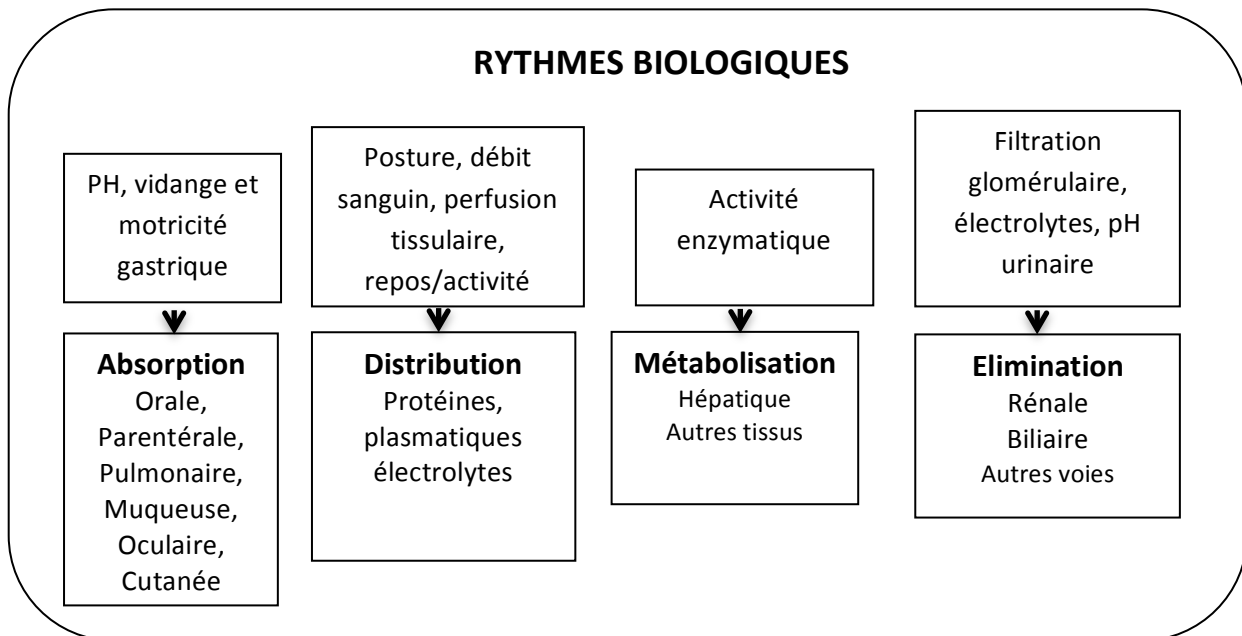 RYTHMES BIOLOGIQUES
PH, vidange et
motricité
gastrique
Posture, débit
sanguin, perfusion
tissulaire,
repos/activité
Activité
enzymatique
Filtration
glomérulaire,
électrolytes, pH
urinaire
Absorption
Orale,
Parentérale,
Pulmonaire,
Muqueuse,
Oculaire,
Cutanée
Distribution
Protéines,
plasmatiques
électrolytes
Métabolisation
Hépatique
Autres tissus
Elimination
Rénale
Biliaire
Autres voies